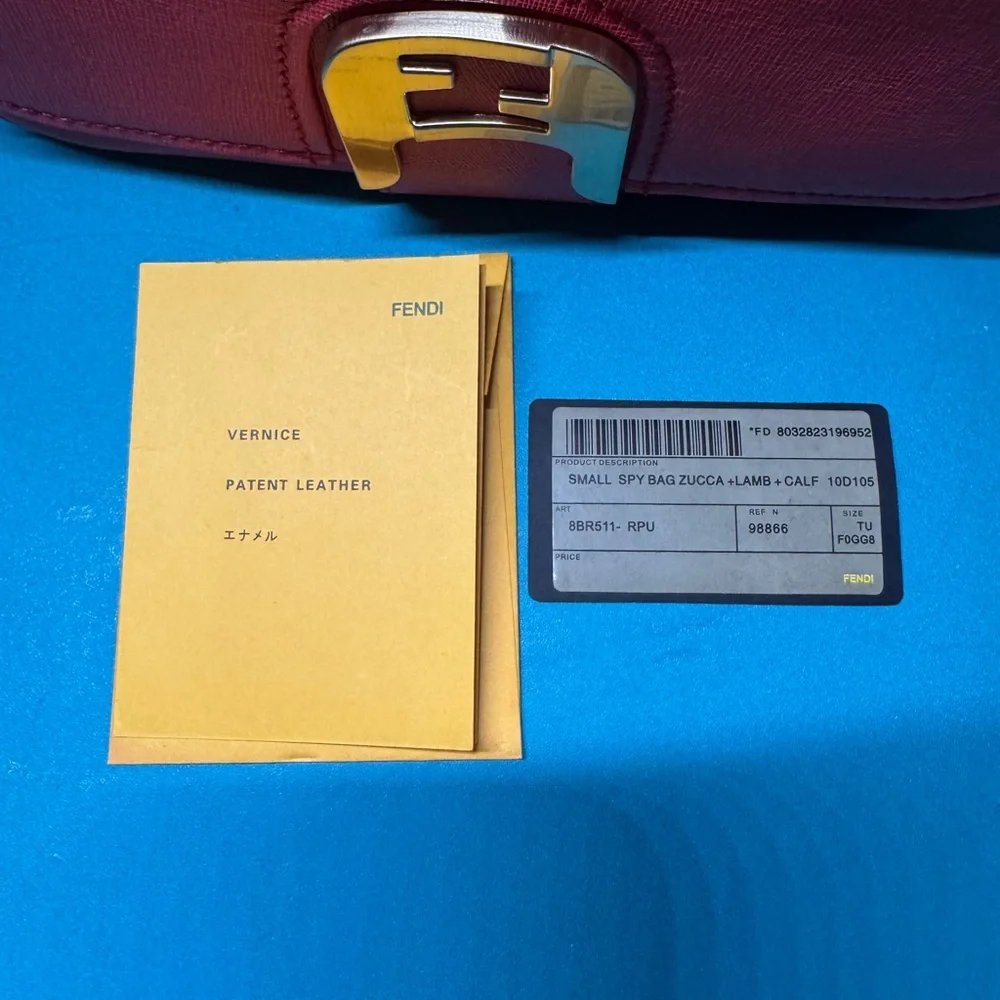 FENDI
VERNICE
PATENT LEATHER
エナメル
*FD 8032823196952
PRODUCT DESCRIPTION
SMALL SPY BAG ZUCCA +LAMB + CALF 10D105
ART
8BR511- RPU
REF N
98866
SIZE
TU
F0GG8
PRICE
FENDI